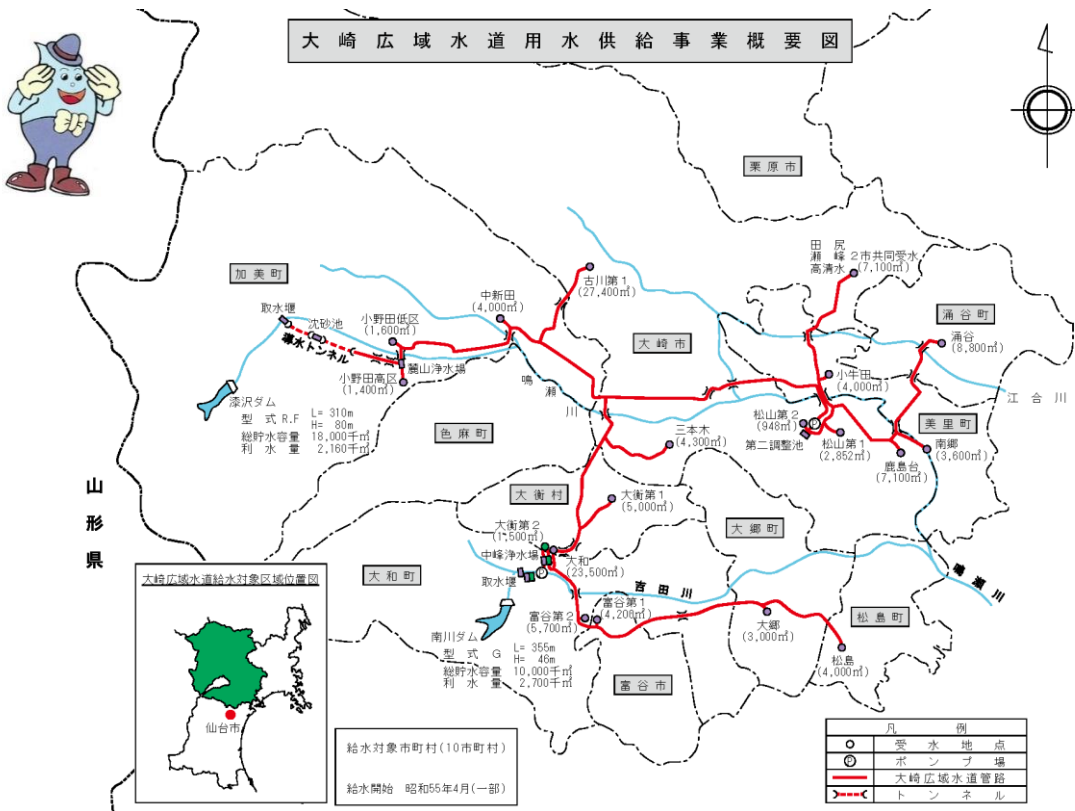 大崎広域水道用水供給事業概要図
栗原市
田尻
瀬峰 2市共同受水
高清水 (7,100㎥)
加美町
取水堰
沈砂池
導水トンネル
小野田低区
(1,600㎥)
麓山浄水場
小野田高区
(1,400㎥)
中新田
(4,000㎥)
古川第1
(27,400㎥)
大崎市
涌谷町
涌谷
(8,800㎥)
小牛田
(4,000㎥)
江合川
鳴瀬川
漆沢ダム
型式 R.F L= 310m
H= 80m
総貯水容量 18,000千㎥
利水量 2,160千㎥
色麻町
三本木
(4,300㎥)
松山第2
(948㎥)
P
第二調整池
松山第1
(2,852㎥)
美里町
南郷
(3,600㎥)
鹿島台
(7,100㎥)
山形県
大衡村
大衡第1
(5,000㎥)
大衡第2
(1,500㎥)
大郷町
中峰浄水場
大和
(23,500㎥)
取水堰
P
大和町
吉田川
鳴瀬川
富谷第1
(4,200㎥)
富谷第2
(5,700㎥)
大郷
(3,000㎥)
松島町
松島
(4,000㎥)
南川ダム
型式 G L= 355m
H= 46m
総貯水容量 10,000千㎥
利水量 2,700千㎥
富谷市
大崎広域水道給水対象区域位置図
仙台市
給水対象市町村(10市町村)
給水開始 昭和55年4月(一部)
凡例
受水地点
P ポンプ場
大崎広域水道管路
トンネル